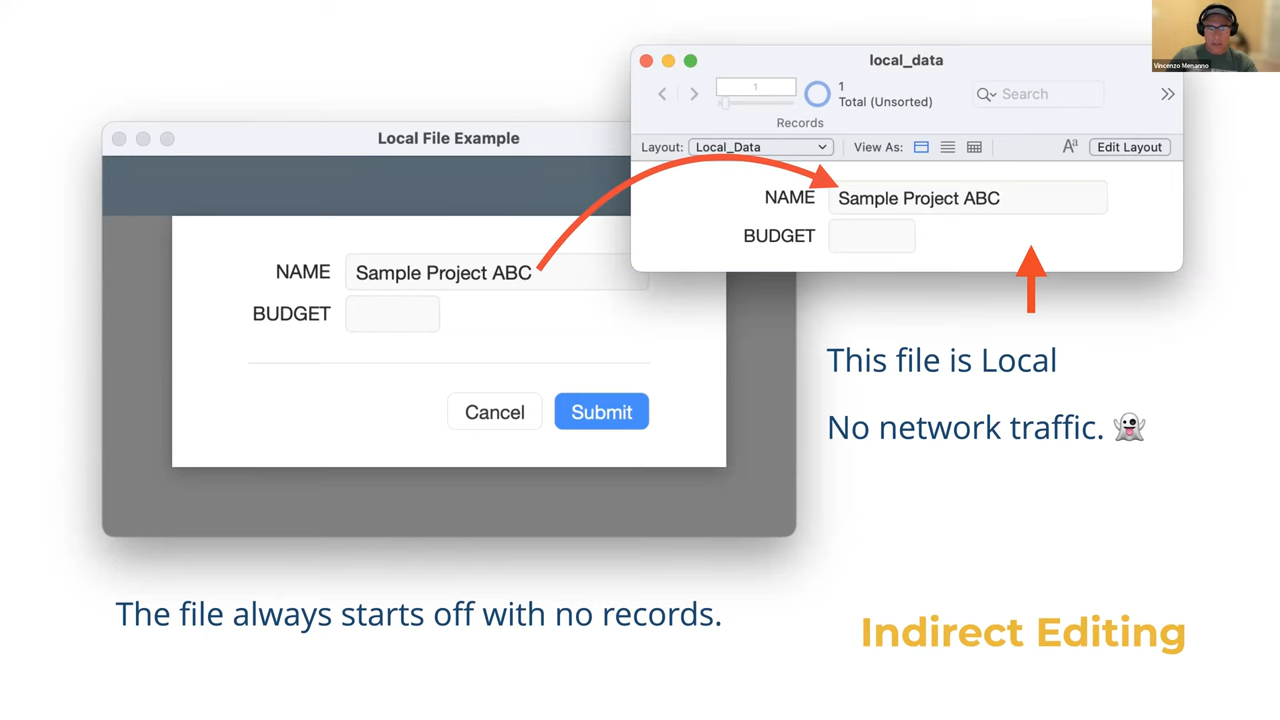 Vincenzo Menanno
local_data
1
1
Total (Unsorted)
Search
Records
Layout: Local_Data View As: Aa Edit Layout
NAME Sample Project ABC
BUDGET
Local File Example
NAME Sample Project ABC
BUDGET
Cancel Submit
This file is Local
No network traffic. 👻
The file always starts off with no records.
Indirect Editing